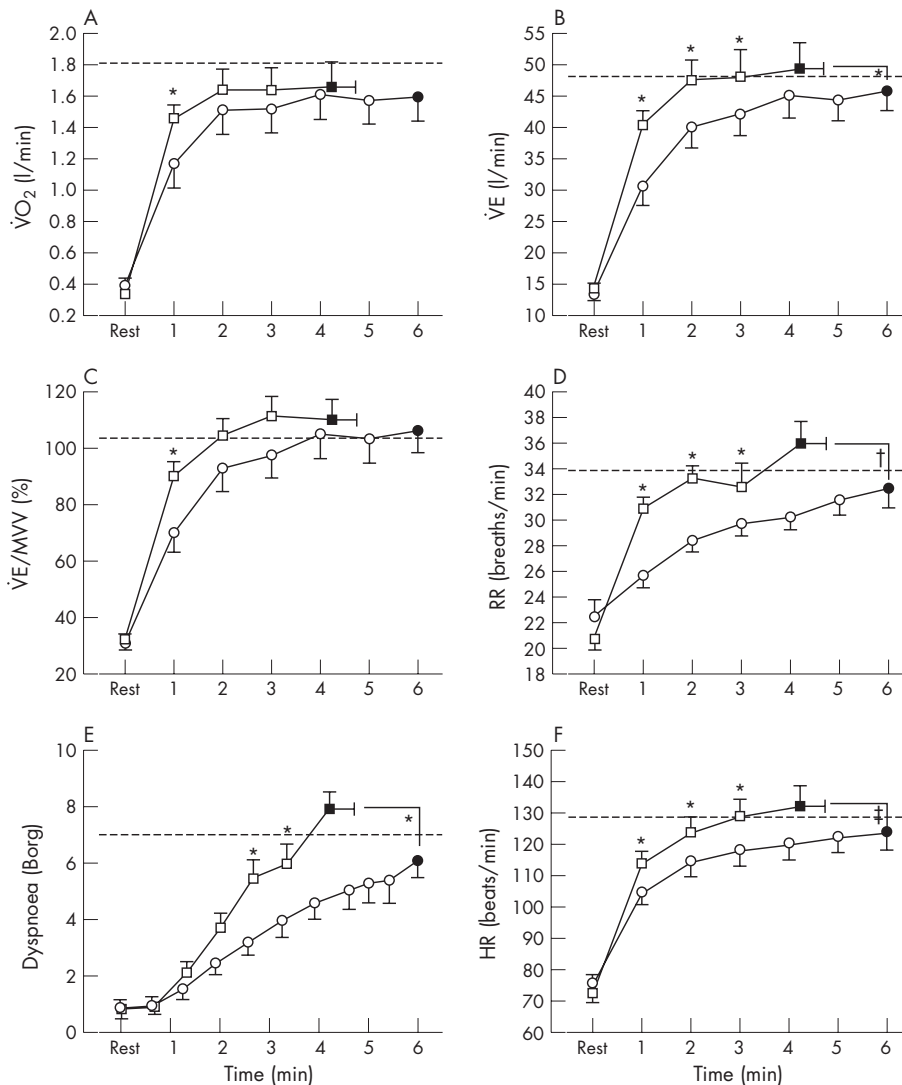 A
2.0
1.8
1.6
1.4
1.2
1.0
0.8
0.6
0.4
0.2
V̇O₂ (l/min)
*
Rest 1 2 3 4 5 6
B
50
45
40
35
30
25
20
15
10
V̇E (l/min)
* * * *
Rest 1 2 3 4 5 6
C
120
100
80
60
40
20
V̇E/MVV (%)
*
Rest 1 2 3 4 5 6
D
40
38
36
34
32
30
28
26
24
22
20
18
RR (breaths/min)
* * * †
Rest 1 2 3 4 5 6
E
10
8
6
4
2
0
Dyspnoea (Borg)
* * *
Rest 1 2 3 4 5 6
Time (min)
F
150
140
130
120
110
100
90
80
70
60
HR (beats/min)
* * * ‡
Rest 1 2 3 4 5 6
Time (min)